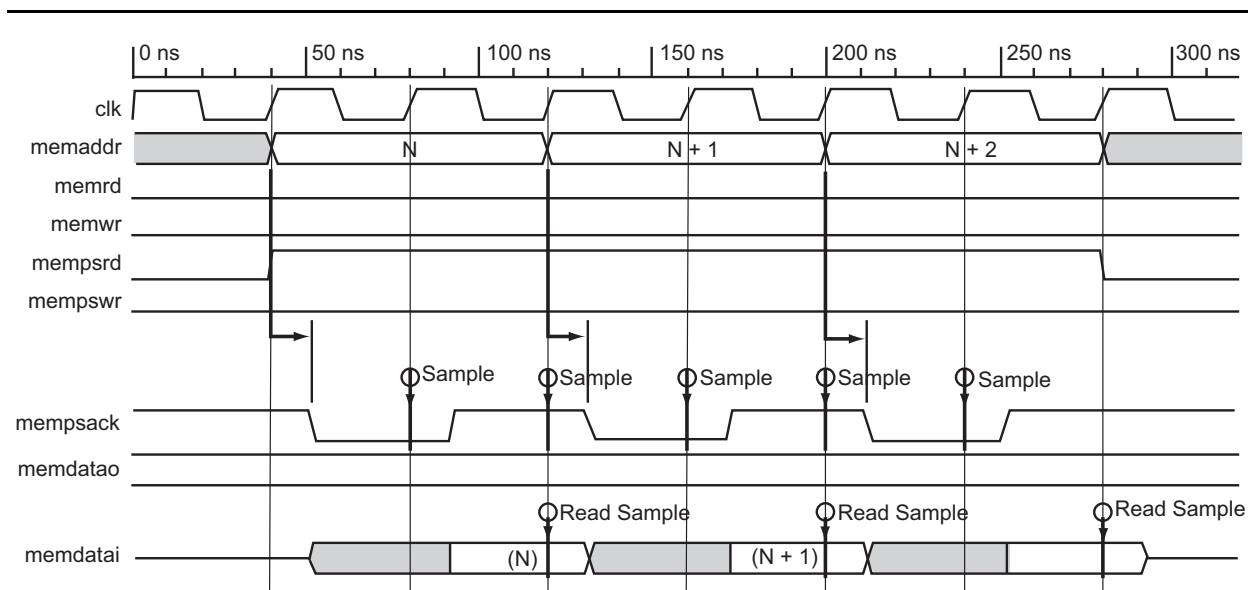 0 ns 50 ns 100 ns 150 ns 200 ns 250 ns 300 ns
clk
memaddr N N + 1 N + 2
memrd
memwr
mempsrd
mempswr
Sample Sample Sample Sample Sample
mempsack
memdatao
Read Sample Read Sample Read Sample
memdatai (N) (N + 1)